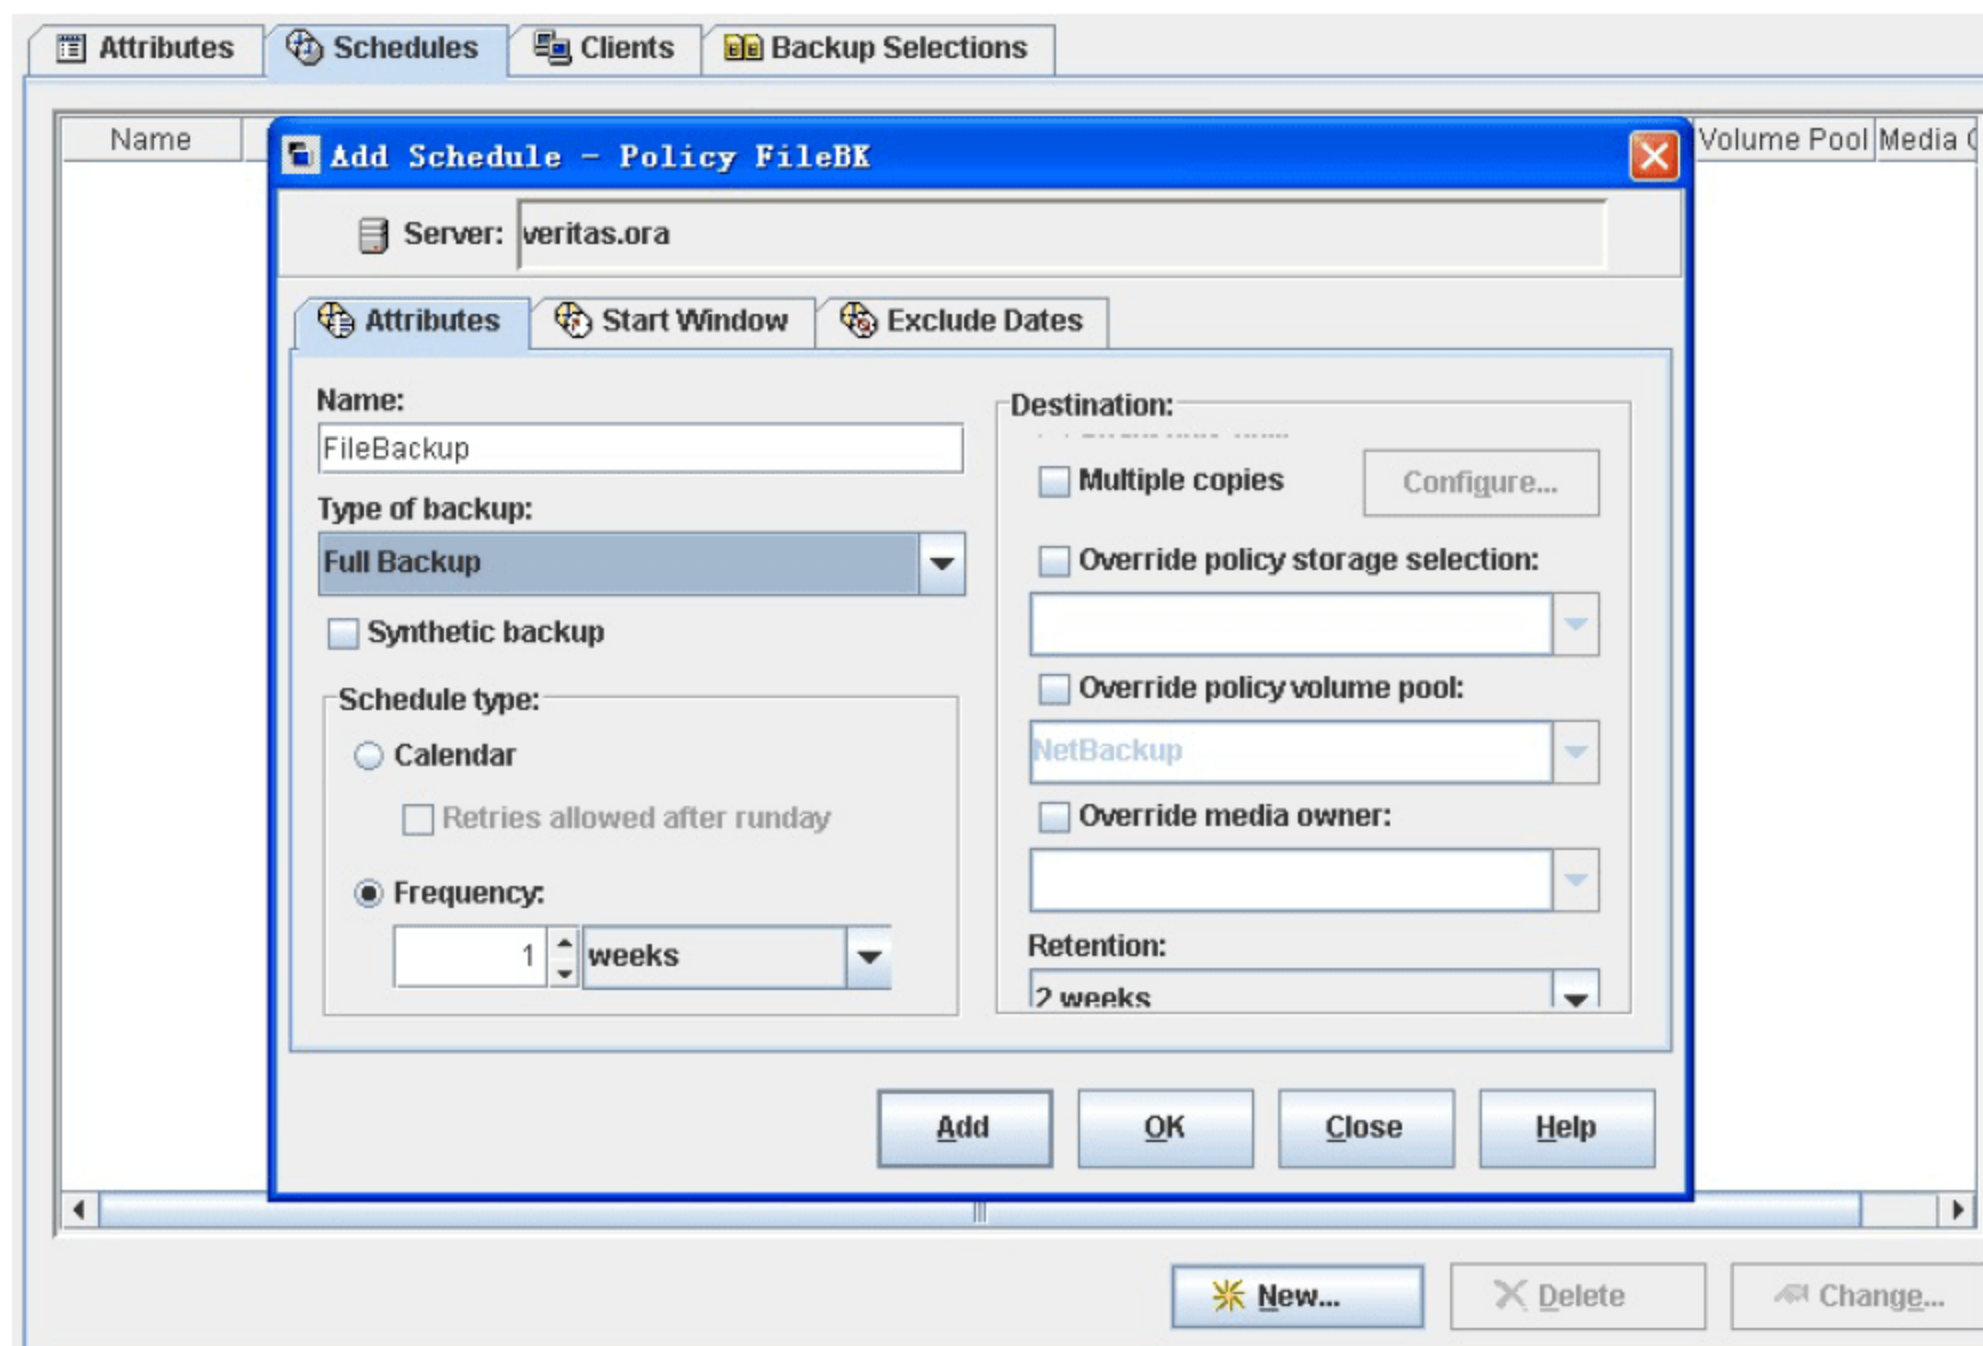 Attributes Schedules Clients Backup Selections
Name Volume Pool Media
Add Schedule - Policy FileBK
Server: veritas.ora
Attributes Start Window Exclude Dates
Name:
FileBackup
Type of backup:
Full Backup
Synthetic backup
Schedule type:
Calendar
Retries allowed after runday
Frequency:
1 weeks
Destination:
Multiple copies Configure...
Override policy storage selection:
Override policy volume pool:
NetBackup
Override media owner:
Retention:
2 weeks
Add OK Close Help
New... Delete Change...